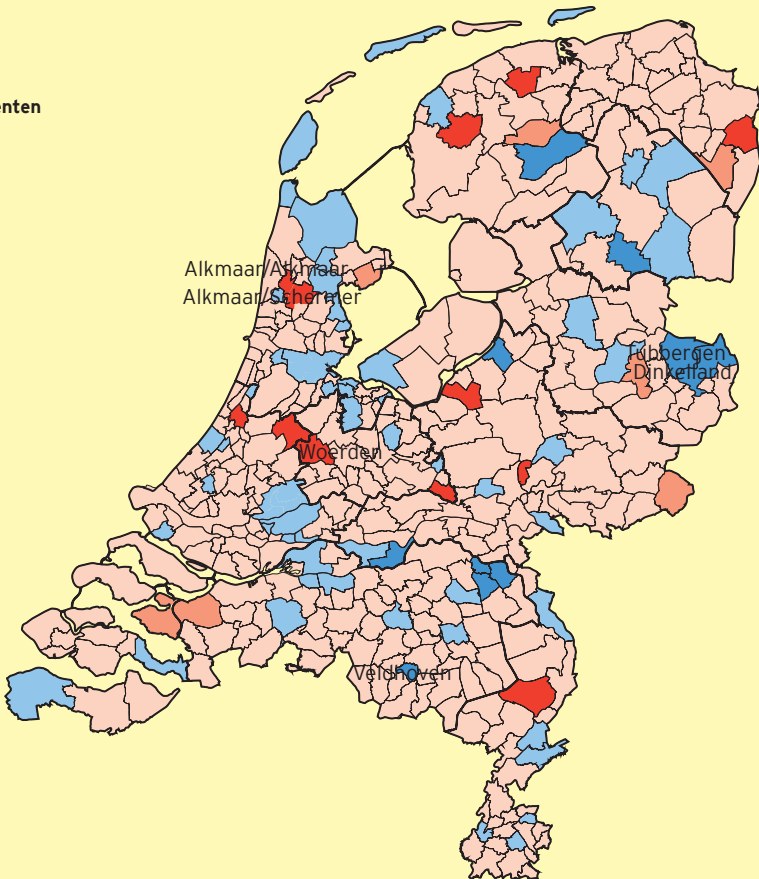 enten
Alkmaar/Alkmaar
Alkmaar/Schermer
Tubbergen
Dinkelland
Woerden
Veldhoven